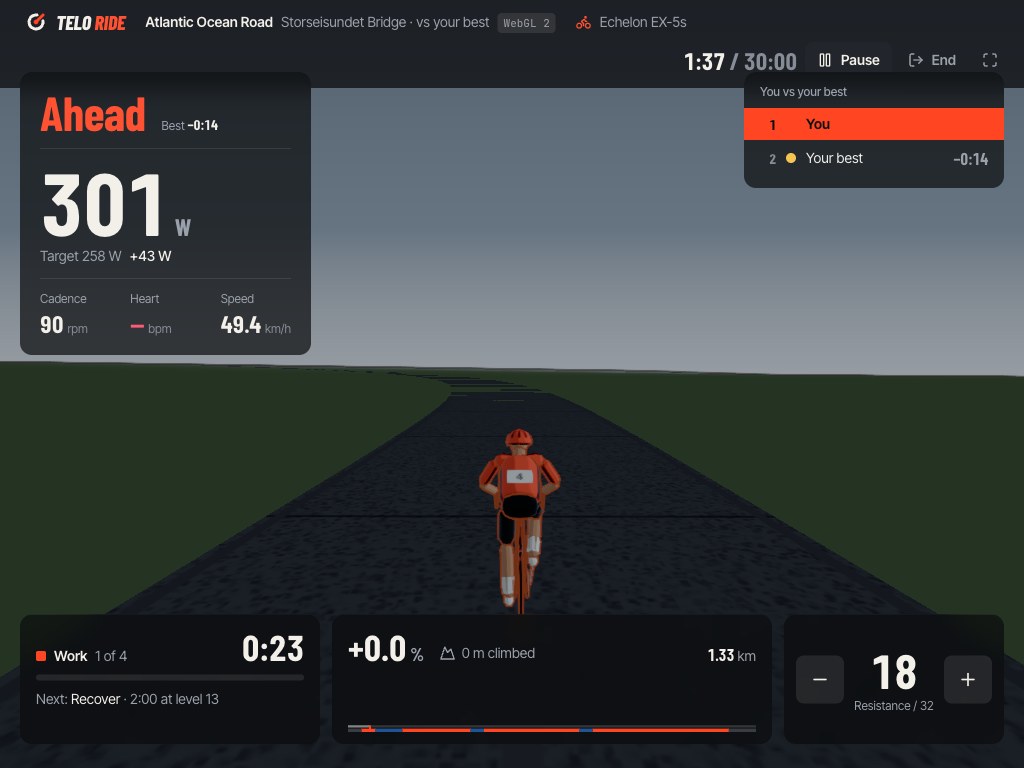 TELO RIDE Atlantic Ocean Road Storseisundet Bridge · vs your best WebGL 2 Echelon EX-5s
1:37 / 30:00 Pause End
Ahead Best −0:14
301 W
Target 258 W +43 W
Cadence Heart Speed
90 rpm — bpm 49.4 km/h
You vs your best
1 You
2 Your best −0:14
4
Work 1 of 4 0:23
Next: Recover · 2:00 at level 13
+0.0 % 0 m climbed 1.33 km
− 18 +
Resistance / 32